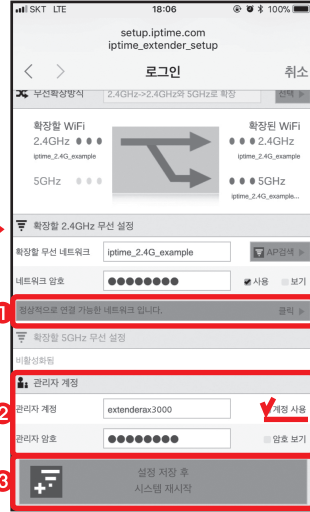 SKT LTE 18:06 100%
setup.iptime.com
iptime_extender_setup
로그인 취소
무선확장방식 2.4GHz->2.4GHz와 5GHz로 확장 선택
확장할 WiFi 확장된 WiFi
2.4GHz 2.4GHz
iptime_2.4G_example iptime_2.4G_example
5GHz 5GHz
iptime_2.4G_example...
확장할 2.4GHz 무선 설정
확장할 무선 네트워크 iptime_2.4G_example AP검색
네트워크 암호 ●●●●●●●● 사용 보기
1 정상적으로 연결 가능한 네트워크 입니다. 클릭
확장할 5GHz 무선 설정
비활성화됨
관리자 계정
2 관리자 계정 extenderax3000 계정 사용
관리자 암호 ●●●●●●●● 암호 보기
3 설정 저장 후
시스템 재시작